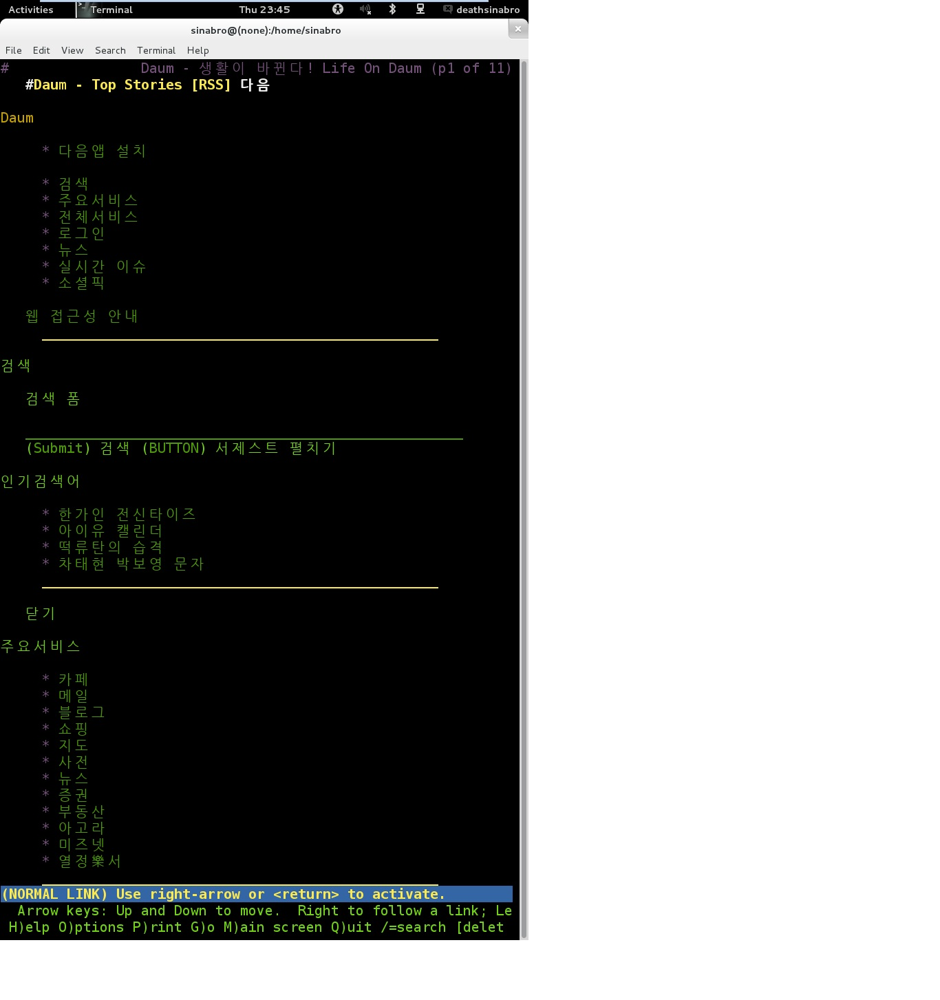 Activities Terminal Thu 23:45 deathsinabro
sinabro@(none):/home/sinabro
File Edit View Search Terminal Help
# Daum - 생활이 바뀐다! Life On Daum (p1 of 11)
#Daum - Top Stories [RSS] 다음
Daum
* 다음앱 설치
* 검색
* 주요서비스
* 전체서비스
* 로그인
* 뉴스
* 실시간 이슈
* 소셜픽
웹 접근성 안내
검색
검색 폼
(Submit) 검색 (BUTTON) 서제스트 펼치기
인기검색어
* 한가인 전신타이즈
* 아이유 캘린더
* 떡류탄의 습격
* 차태현 박보영 문자
닫기
주요서비스
* 카페
* 메일
* 블로그
* 쇼핑
* 지도
* 사전
* 뉴스
* 증권
* 부동산
* 아고라
* 미즈넷
* 열정樂서
(NORMAL LINK) Use right-arrow or <return> to activate.
Arrow keys: Up and Down to move. Right to follow a link; Le
H)elp O)ptions P)rint G)o M)ain screen Q)uit /=search [delet